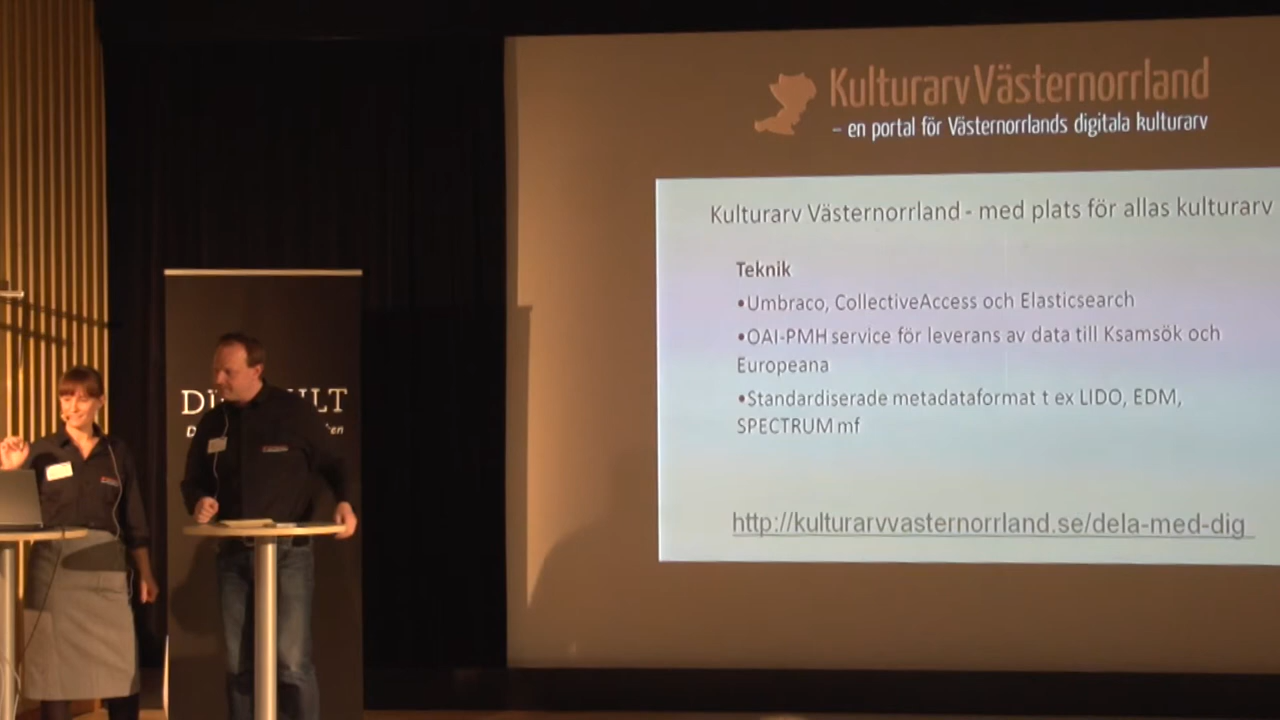 Kulturarv Västernorrland
– en portal för Västernorrlands digitala kulturarv
Kulturarv Västernorrland - med plats för allas kulturarv
Teknik
•Umbraco, CollectiveAccess och Elasticsearch
•OAI-PMH service för leverans av data till Ksamsök och
Europeana
•Standardiserade metadataformat t ex LIDO, EDM,
SPECTRUM mf
http://kulturarvvasternorrland.se/dela-med-dig